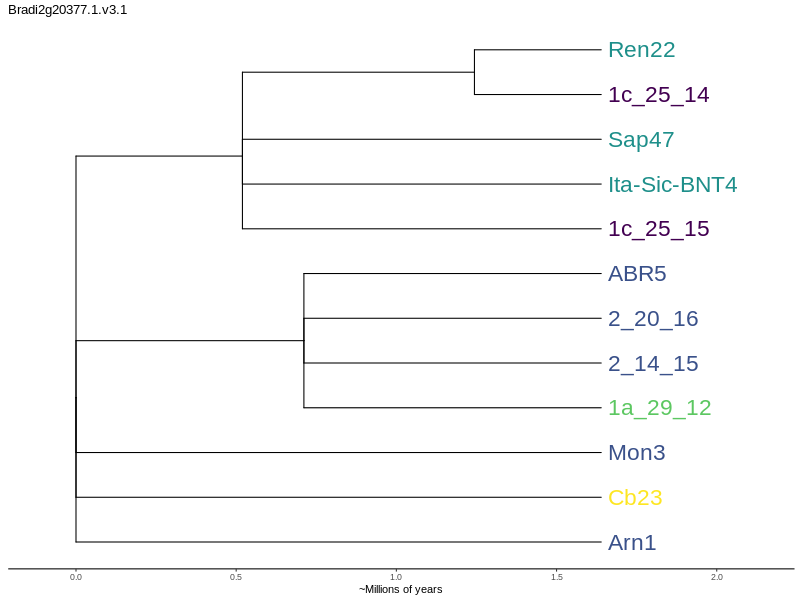 Bradi2g20377.1.v3.1
Ren22
1c_25_14
Sap47
Ita-Sic-BNT4
1c_25_15
ABR5
2_20_16
2_14_15
1a_29_12
Mon3
Cb23
Arn1
0.0 0.5 1.0 1.5 2.0
~Millions of years